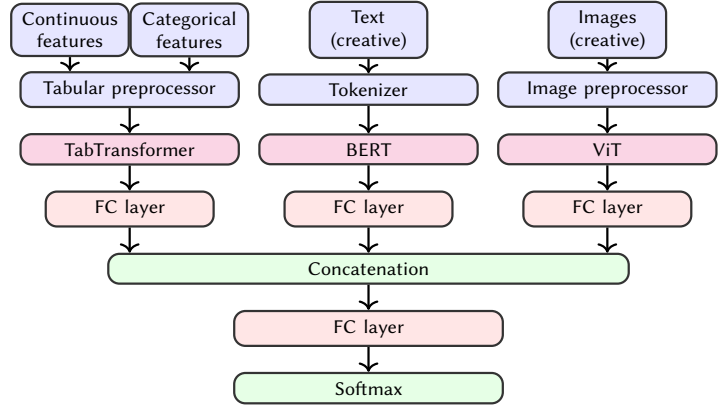 Continuous
features
Categorical
features
Text
(creative)
Images
(creative)
Tabular preprocessor
Tokenizer
Image preprocessor
TabTransformer
BERT
ViT
FC layer
FC layer
FC layer
Concatenation
FC layer
Softmax